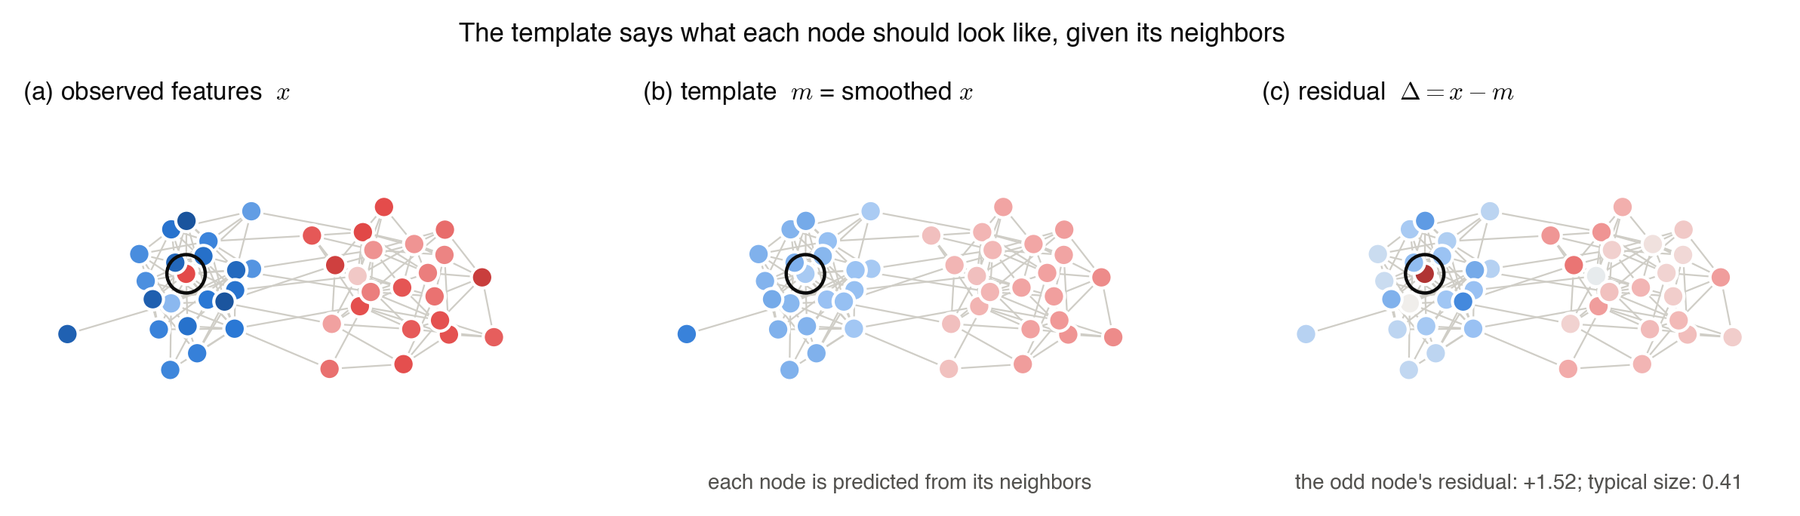 The template says what each node should look like, given its neighbors
(a) observed features x
(b) template m = smoothed x
(c) residual Δ = x − m
each node is predicted from its neighbors
the odd node's residual: +1.52; typical size: 0.41